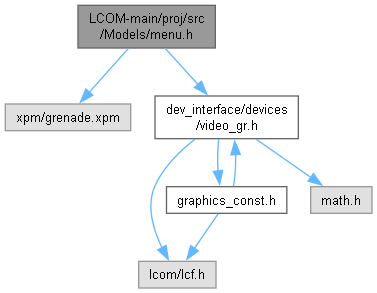 LCOM-main/proj/src
/Models/menu.h
xpm/grenade.xpm
dev_interface/devices
/video_gr.h
graphics_const.h
math.h
lcom/lcf.h